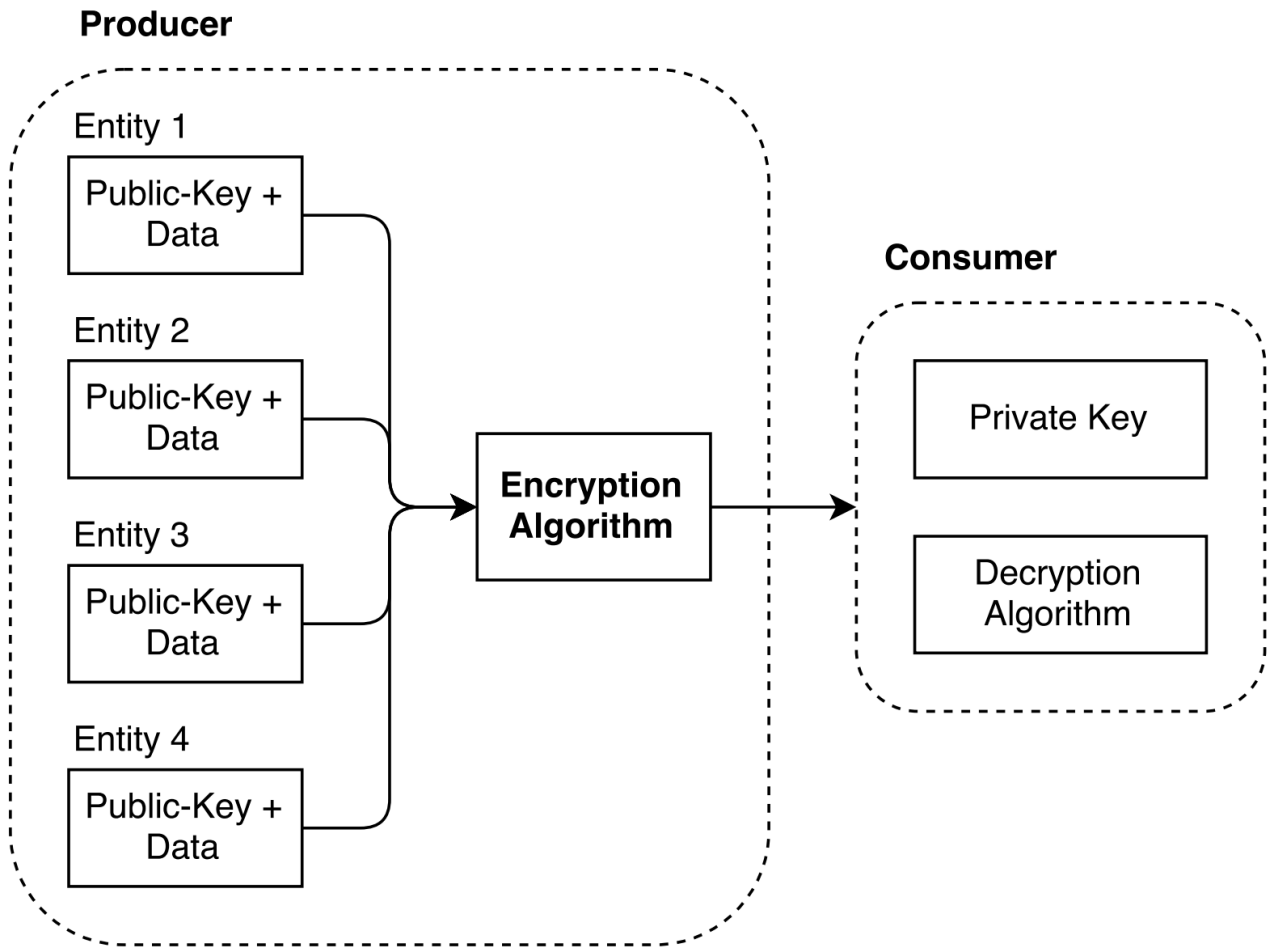 Producer
Entity 1
Public-Key +
Data
Entity 2
Public-Key +
Data
Entity 3
Public-Key +
Data
Entity 4
Public-Key +
Data
Encryption
Algorithm
Consumer
Private Key
Decryption
Algorithm